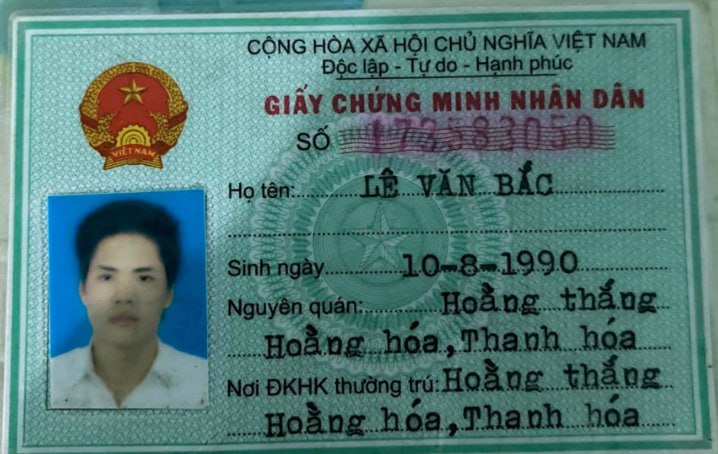 CỘNG HÒA XÃ HỘI CHỦ NGHĨA VIỆT NAM
Độc lập - Tự do - Hạnh phúc
GIẤY CHỨNG MINH NHÂN DÂN
SỐ 173583050
VIỆT NAM
Họ tên: LÊ VĂN BẮC
Sinh ngày 10-8-1990
Nguyên quán: Hoằng thắng
Hoằng hóa, Thanh hóa
Nơi ĐKHK thường trú: Hoằng thắng
Hoằng hóa, Thanh hóa